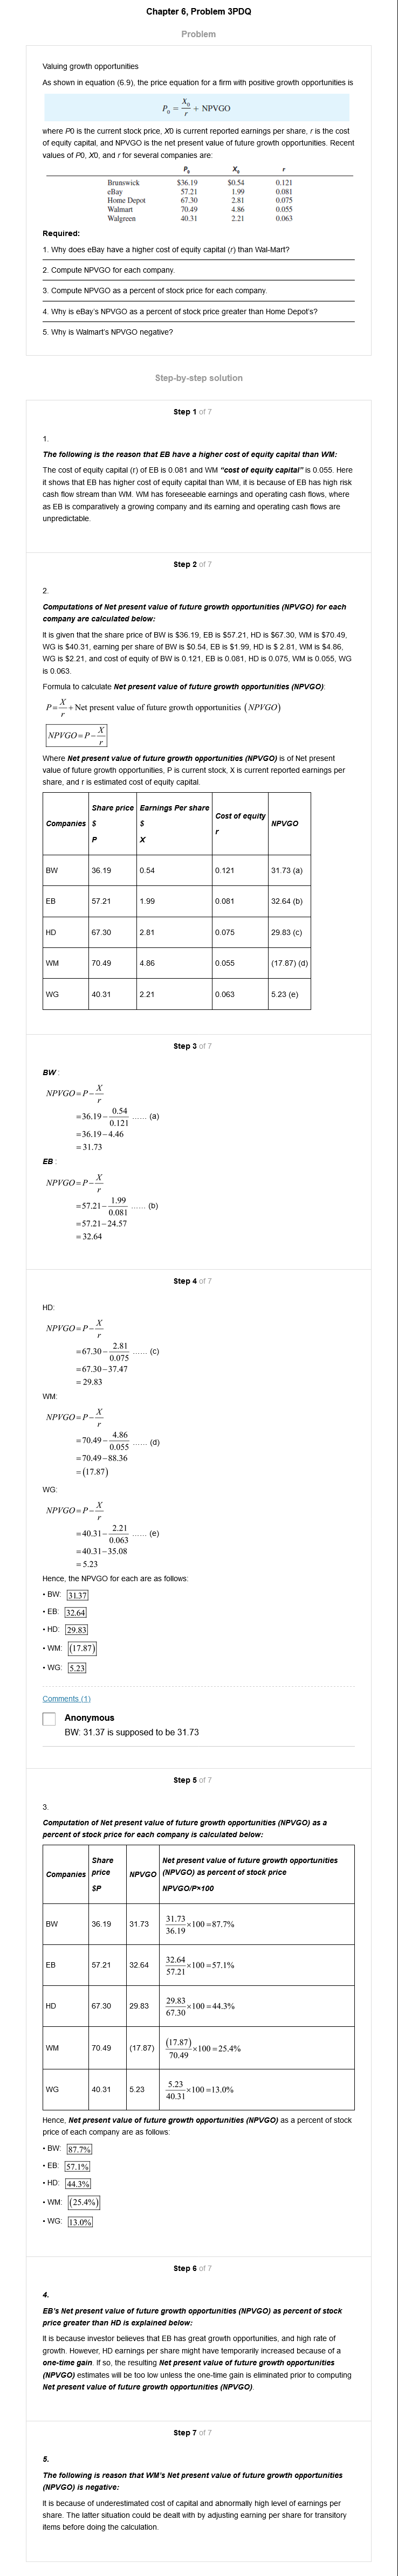 Chapter 6, Problem 3PDQ
Problem
Valuing growth opportunities
As shown in equation (6.9), the price equation for a firm with positive growth opportunities is
P₀ = X₀/r + NPVGO
where P0 is the current stock price, X0 is current reported earnings per share, r is the cost
of equity capital, and NPVGO is the net present value of future growth opportunities. Recent
values of P0, X0, and r for several companies are:
P₀ X₀ r
Brunswick $36.19 $0.54 0.121
eBay 57.21 1.99 0.081
Home Depot 67.30 2.81 0.075
Walmart 70.49 4.86 0.055
Walgreen 40.31 2.21 0.063
Required:
1. Why does eBay have a higher cost of equity capital (r) than Wal-Mart?
2. Compute NPVGO for each company.
3. Compute NPVGO as a percent of stock price for each company.
4. Why is eBay's NPVGO as a percent of stock price greater than Home Depot's?
5. Why is Walmart's NPVGO negative?
Step-by-step solution
Step 1 of 7
1.
The following is the reason that EB have a higher cost of equity capital than WM:
The cost of equity capital (r) of EB is 0.081 and WM "cost of equity capital" is 0.055. Here
it shows that EB has higher cost of equity capital than WM, it is because of EB has high risk
cash flow stream than WM. WM has foreseeable earnings and operating cash flows, where
as EB is comparatively a growing company and its earning and operating cash flows are
unpredictable.
Step 2 of 7
2.
Computations of Net present value of future growth opportunities (NPVGO) for each
company are calculated below:
It is given that the share price of BW is $36.19, EB is $57.21, HD is $67.30, WM is $70.49,
WG is $40.31, earning per share of BW is $0.54, EB is $1.99, HD is $ 2.81, WM is $4.86,
WG is $2.21, and cost of equity of BW is 0.121, EB is 0.081, HD is 0.075, WM is 0.055, WG
is 0.063.
Formula to calculate Net present value of future growth opportunities (NPVGO):
P = X/r + Net present value of future growth opportunities (NPVGO)
NPVGO = P − X/r
Where Net present value of future growth opportunities (NPVGO) is of Net present
value of future growth opportunities, P is current stock, X is current reported earnings per
share, and r is estimated cost of equity capital.
Companies Share price $ P Earnings Per share $ X Cost of equity r NPVGO
BW 36.19 0.54 0.121 31.73 (a)
EB 57.21 1.99 0.081 32.64 (b)
HD 67.30 2.81 0.075 29.83 (c)
WM 70.49 4.86 0.055 (17.87) (d)
WG 40.31 2.21 0.063 5.23 (e)
Step 3 of 7
BW :
NPVGO = P − X/r
= 36.19 − 0.54/0.121 ...... (a)
= 36.19 − 4.46
= 31.73
EB :
NPVGO = P − X/r
= 57.21 − 1.99/0.081 ...... (b)
= 57.21 − 24.57
= 32.64
Step 4 of 7
HD:
NPVGO = P − X/r
= 67.30 − 2.81/0.075 ...... (c)
= 67.30 − 37.47
= 29.83
WM:
NPVGO = P − X/r
= 70.49 − 4.86/0.055 ...... (d)
= 70.49 − 88.36
= (17.87)
WG:
NPVGO = P − X/r
= 40.31 − 2.21/0.063 ...... (e)
= 40.31 − 35.08
= 5.23
Hence, the NPVGO for each are as follows:
• BW: 31.37
• EB: 32.64
• HD: 29.83
• WM: (17.87)
• WG: 5.23
Comments (1)
Anonymous
BW: 31.37 is supposed to be 31.73
Step 5 of 7
3.
Computation of Net present value of future growth opportunities (NPVGO) as a
percent of stock price for each company is calculated below:
Companies Share price $P NPVGO Net present value of future growth opportunities (NPVGO) as percent of stock price NPVGO/P×100
BW 36.19 31.73 31.73/36.19 × 100 = 87.7%
EB 57.21 32.64 32.64/57.21 × 100 = 57.1%
HD 67.30 29.83 29.83/67.30 × 100 = 44.3%
WM 70.49 (17.87) (17.87)/70.49 × 100 = 25.4%
WG 40.31 5.23 5.23/40.31 × 100 = 13.0%
Hence, Net present value of future growth opportunities (NPVGO) as a percent of stock
price of each company are as follows:
• BW: 87.7%
• EB: 57.1%
• HD: 44.3%
• WM: (25.4%)
• WG: 13.0%
Step 6 of 7
4.
EB's Net present value of future growth opportunities (NPVGO) as percent of stock
price greater than HD is explained below:
It is because investor believes that EB has great growth opportunities, and high rate of
growth. However, HD earnings per share might have temporarily increased because of a
one-time gain. If so, the resulting Net present value of future growth opportunities
(NPVGO) estimates will be too low unless the one-time gain is eliminated prior to computing
Net present value of future growth opportunities (NPVGO).
Step 7 of 7
5.
The following is reason that WM's Net present value of future growth opportunities
(NPVGO) is negative:
It is because of underestimated cost of capital and abnormally high level of earnings per
share. The latter situation could be dealt with by adjusting earning per share for transitory
items before doing the calculation.